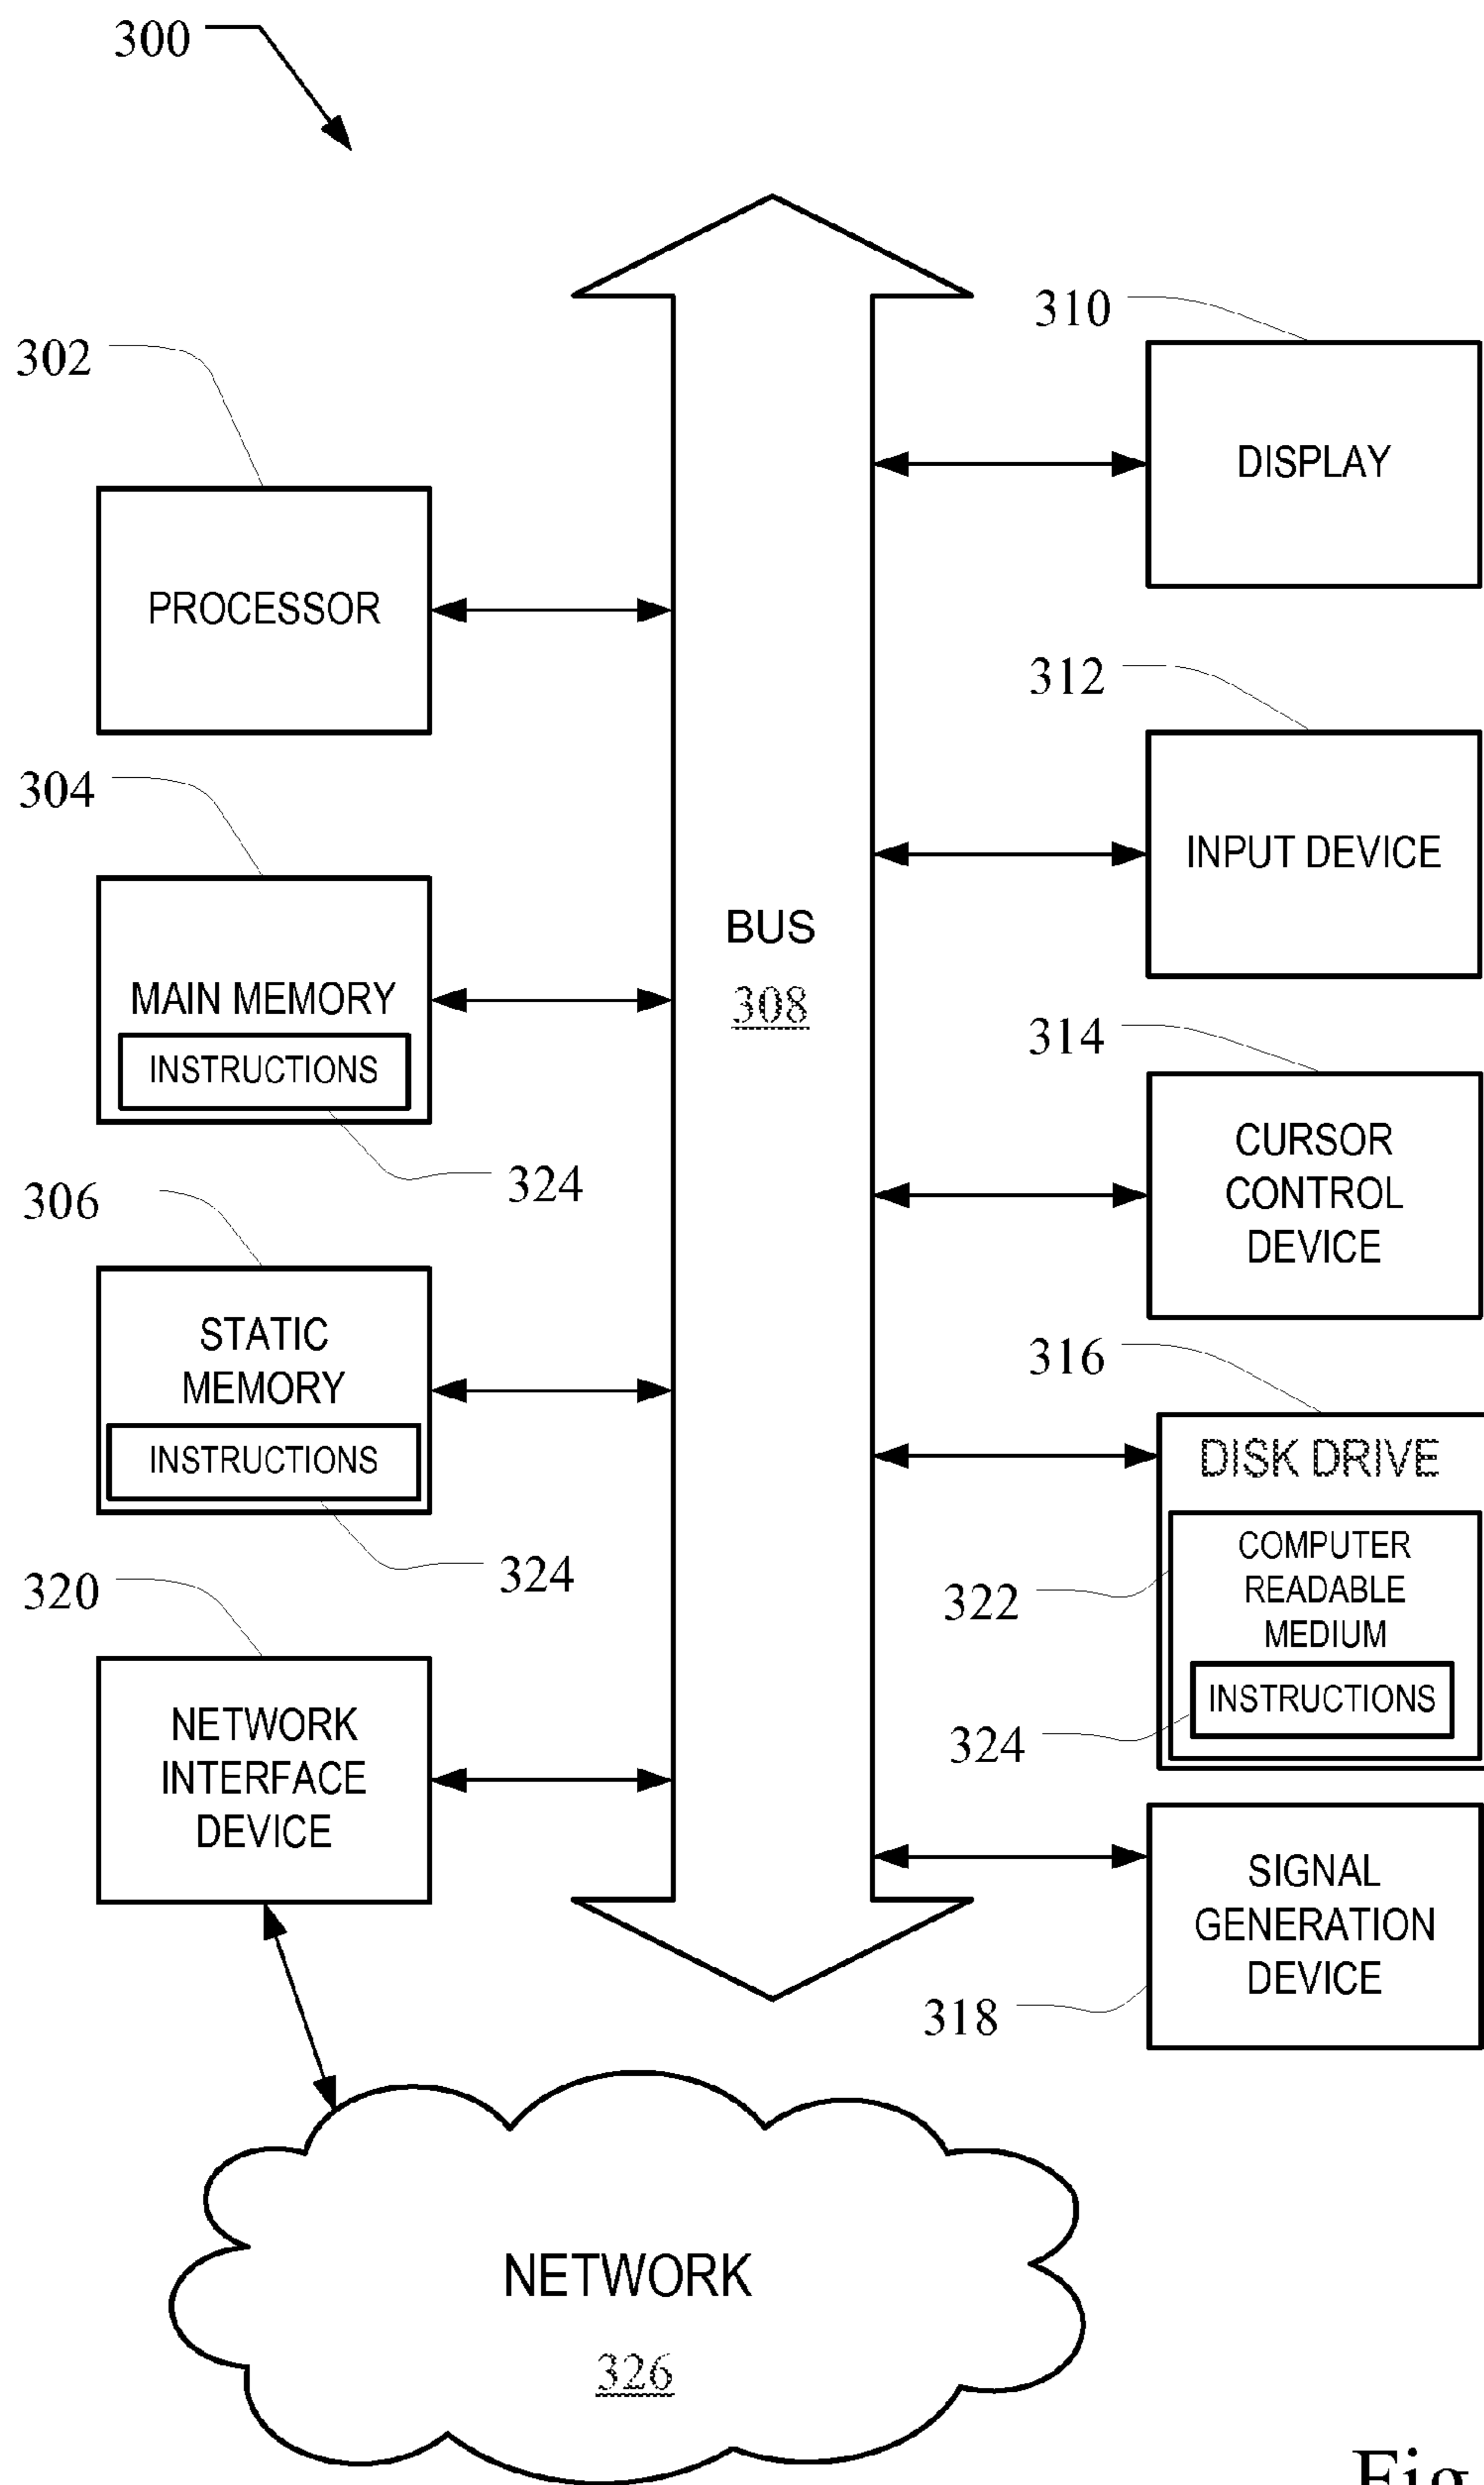 300
310
302
DISPLAY
PROCESSOR
312
304
INPUT DEVICE
BUS
308
MAIN MEMORY
INSTRUCTIONS
324
314
CURSOR
CONTROL
DEVICE
306
STATIC
MEMORY
INSTRUCTIONS
324
316
DISK DRIVE
COMPUTER
READABLE
MEDIUM
322
INSTRUCTIONS
324
320
NETWORK
INTERFACE
DEVICE
SIGNAL
GENERATION
DEVICE
318
NETWORK
326